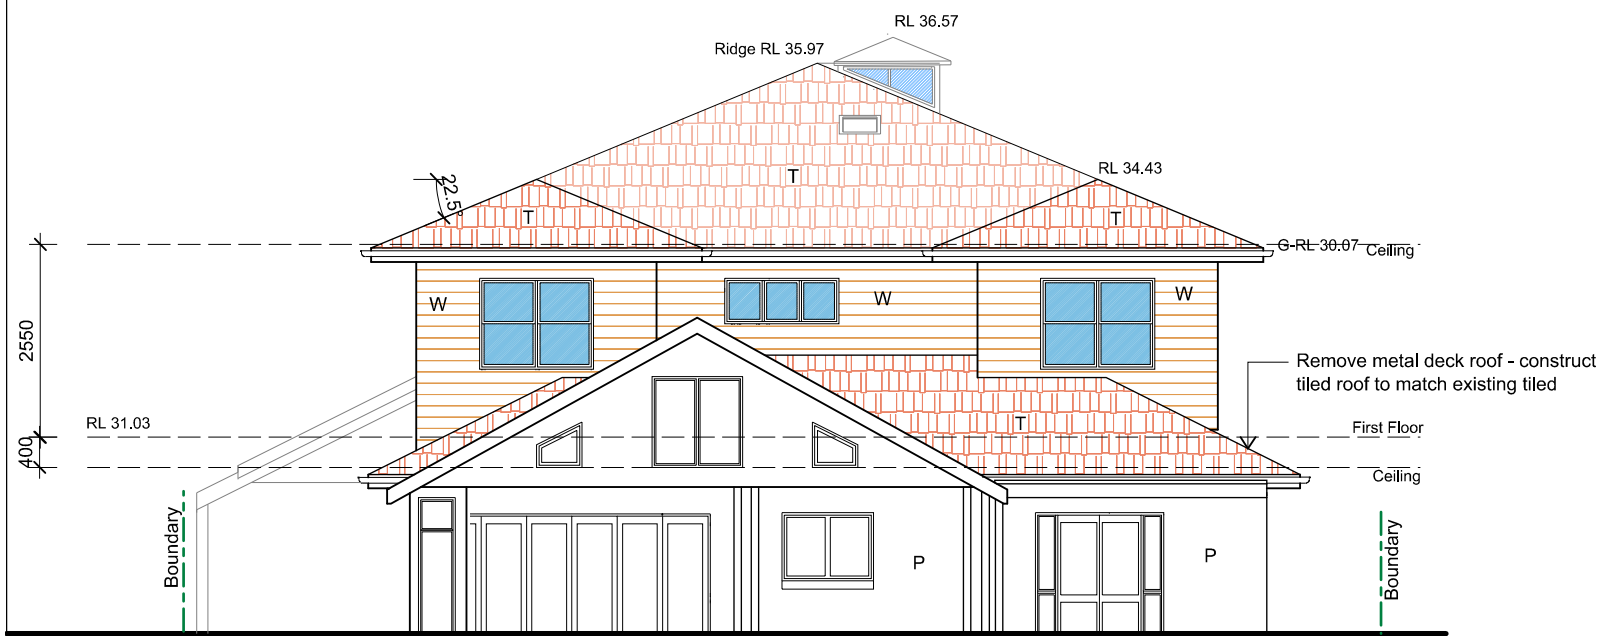 RL 36.57
Ridge RL 35.97
RL 34.43
22.5°
T
T
T
G-RL 30.07
Ceiling
W
W
W
2550
Remove metal deck roof - construct
tiled roof to match existing tiled
RL 31.03
T
First Floor
400
Ceiling
Boundary
P
P
Boundary